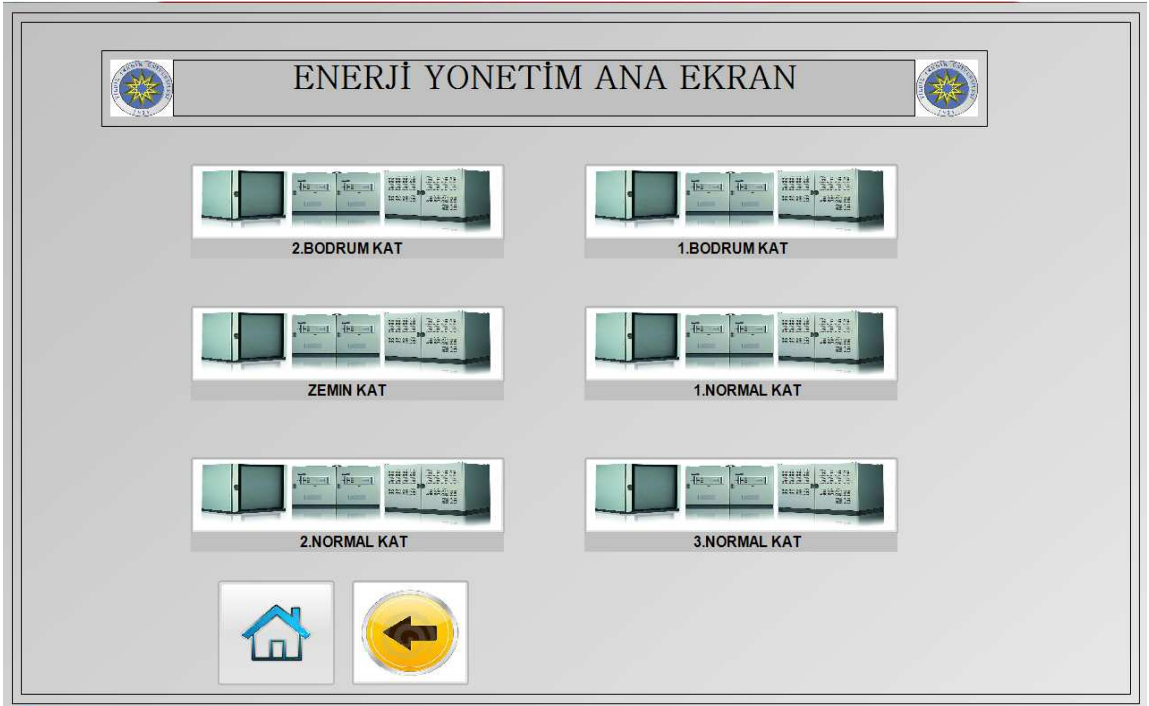 ENERJİ YONETİM ANA EKRAN
2.BODRUM KAT
1.BODRUM KAT
ZEMIN KAT
1.NORMAL KAT
2.NORMAL KAT
3.NORMAL KAT